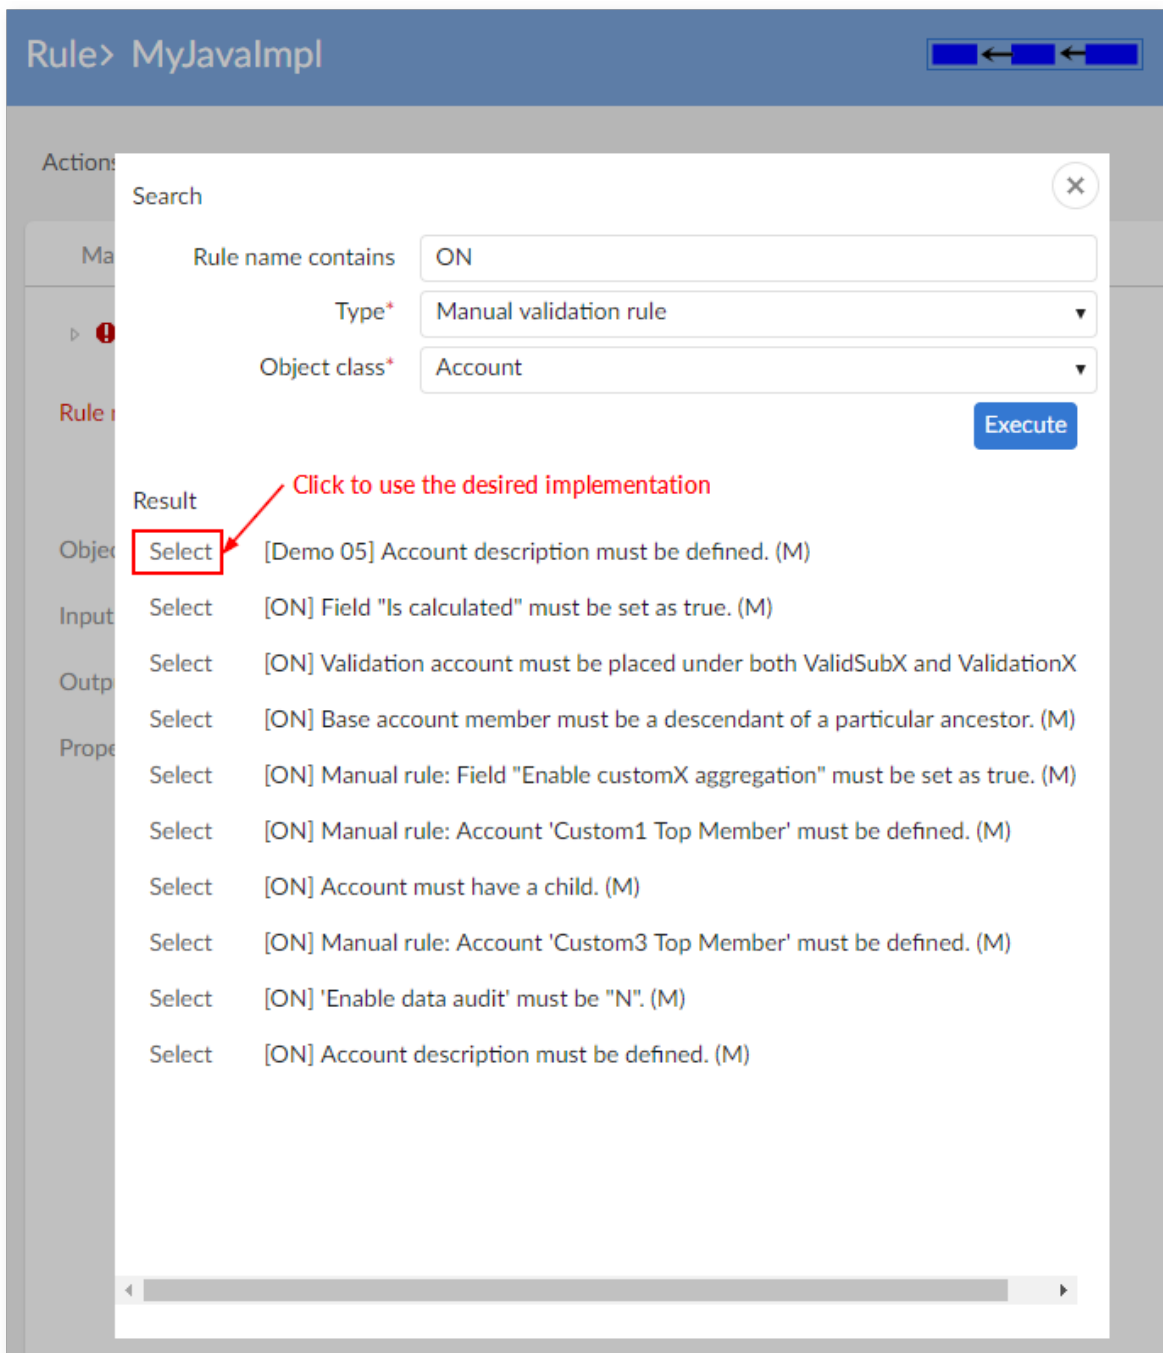 Rule> MyJavaImpl
Actions
Search
Ma
Rule name contains ON
Type* Manual validation rule
Object class* Account
Rule
Execute
Click to use the desired implementation
Result
Objec
Select [Demo 05] Account description must be defined. (M)
Input
Select [ON] Field "Is calculated" must be set as true. (M)
Select [ON] Validation account must be placed under both ValidSubX and ValidationX
Outp
Select [ON] Base account member must be a descendant of a particular ancestor. (M)
Prope
Select [ON] Manual rule: Field "Enable customX aggregation" must be set as true. (M)
Select [ON] Manual rule: Account 'Custom1 Top Member' must be defined. (M)
Select [ON] Account must have a child. (M)
Select [ON] Manual rule: Account 'Custom3 Top Member' must be defined. (M)
Select [ON] 'Enable data audit' must be "N". (M)
Select [ON] Account description must be defined. (M)